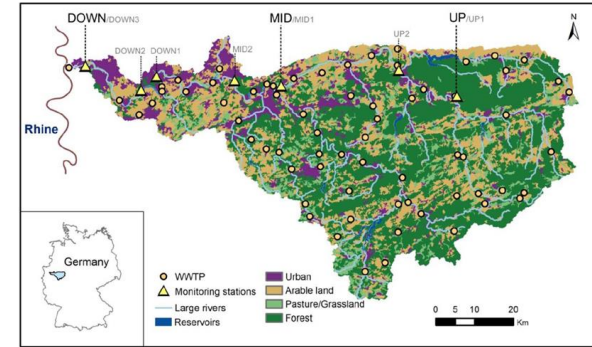 DOWN/DOWN3
MID/MID1
UP/UP1
N
DOWN2
DOWN1
MID2
UP2
Rhine
Germany
WWTP
Monitoring stations
Large rivers
Reservoirs
Urban
Arable land
Pasture/Grassland
Forest
0 5 10 20
Km